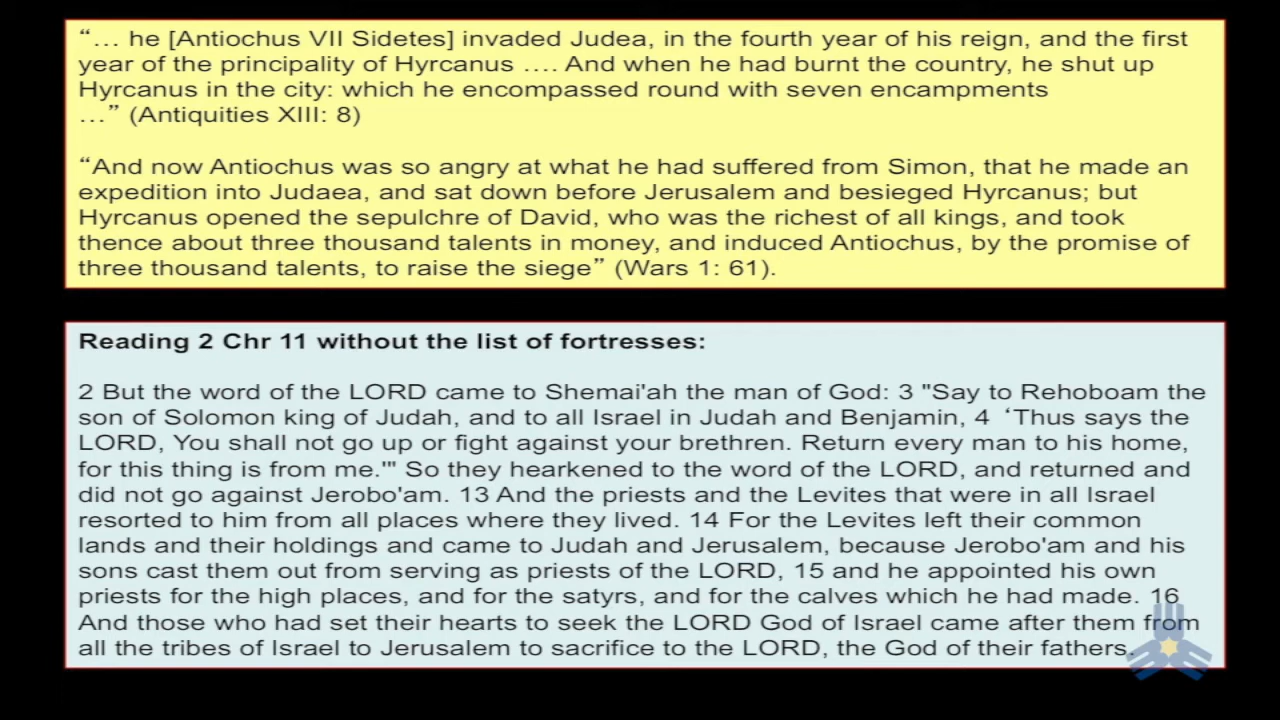 “… he [Antiochus VII Sidetes] invaded Judea, in the fourth year of his reign, and the first
year of the principality of Hyrcanus …. And when he had burnt the country, he shut up
Hyrcanus in the city: which he encompassed round with seven encampments
…” (Antiquities XIII: 8)
“And now Antiochus was so angry at what he had suffered from Simon, that he made an
expedition into Judaea, and sat down before Jerusalem and besieged Hyrcanus; but
Hyrcanus opened the sepulchre of David, who was the richest of all kings, and took
thence about three thousand talents in money, and induced Antiochus, by the promise of
three thousand talents, to raise the siege” (Wars 1: 61).
Reading 2 Chr 11 without the list of fortresses:
2 But the word of the LORD came to Shemai'ah the man of God: 3 "Say to Rehoboam the
son of Solomon king of Judah, and to all Israel in Judah and Benjamin, 4 ‘Thus says the
LORD, You shall not go up or fight against your brethren. Return every man to his home,
for this thing is from me.'" So they hearkened to the word of the LORD, and returned and
did not go against Jerobo'am. 13 And the priests and the Levites that were in all Israel
resorted to him from all places where they lived. 14 For the Levites left their common
lands and their holdings and came to Judah and Jerusalem, because Jerobo'am and his
sons cast them out from serving as priests of the LORD, 15 and he appointed his own
priests for the high places, and for the satyrs, and for the calves which he had made. 16
And those who had set their hearts to seek the LORD God of Israel came after them from
all the tribes of Israel to Jerusalem to sacrifice to the LORD, the God of their fathers.